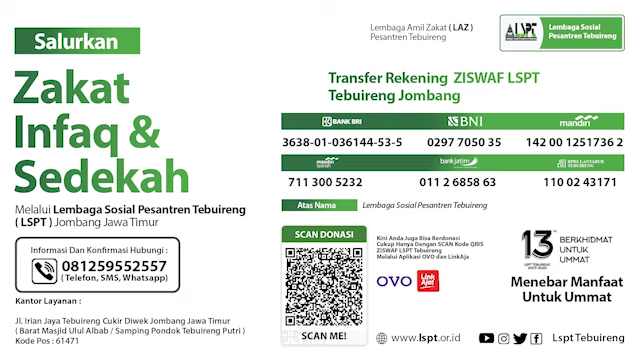 Salurkan
Zakat
Infaq &
Sedekah
Melalui Lembaga Sosial Pesantren Tebuireng
( LSPT ) Jombang Jawa Timur
Informasi Dan Konfirmasi Hubungi :
081259552557
( Telefon, SMS, Whatsapp)
Kantor Layanan :
Jl. Irian Jaya Tebuireng Cukir Diwek Jombang Jawa Timur
( Barat Masjid Ulul Albab / Samping Pondok Tebuireng Putri )
Kode Pos : 61471
Lembaga Amil Zakat ( LAZ )
Pesantren Tebuireng
LSPT
Lembaga Sosial
Pesantren Tebuireng
Transfer Rekening ZISWAF LSPT
Tebuireng Jombang
BANK BRI
BNI
mandiri
3638-01-036144-53-5
0297 7050 35
142 00 1251736 2
mandiri
syariah
bankjatim
BPRS LANTABUR
TEBUIRENG
711 300 5232
011 2 6858 63
110 02 43171
Atas Nama
Lembaga Sosial Pesantren Tebuireng
SCAN DONASI
SCAN ME!
Kini Anda Juga Bisa Berdonasi
Cukup Hanya Dengan SCAN Kode QRIS
ZISWAF LSPT Tebuireng
Melalui Aplikasi OVO dan LinkAja
OVO
LinkAja!
13
LSPT TEBUIRENG
2007-2020
BERKHIDMAT
UNTUK
UMMAT
Menebar Manfaat
Untuk Ummat
www.lspt.or.id
Lspt Tebuireng